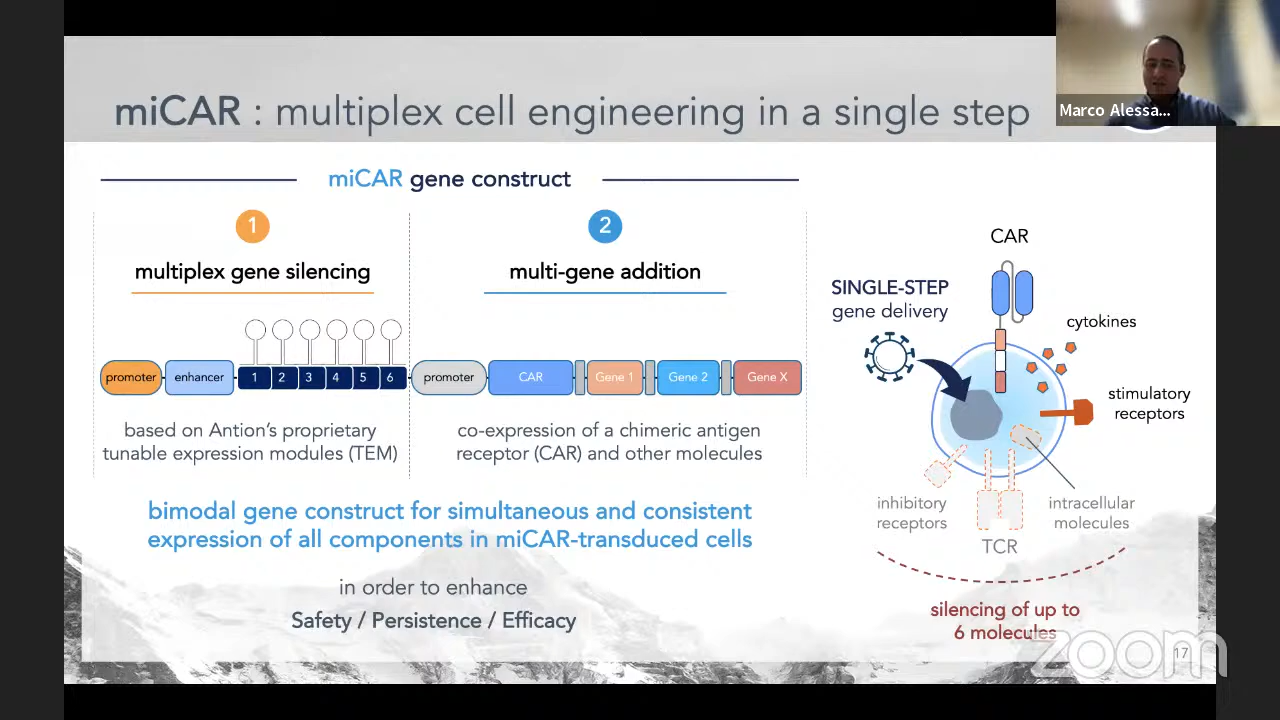 miCAR : multiplex cell engineering in a single step
Marco Alessa...
miCAR gene construct
1
multiplex gene silencing
2
multi-gene addition
promoter
enhancer
1 2 3 4 5 6
promoter
CAR
Gene 1
Gene 2
Gene X
based on Antion's proprietary
tunable expression modules (TEM)
co-expression of a chimeric antigen
receptor (CAR) and other molecules
bimodal gene construct for simultaneous and consistent
expression of all components in miCAR-transduced cells
in order to enhance
Safety / Persistence / Efficacy
CAR
SINGLE-STEP
gene delivery
cytokines
stimulatory
receptors
inhibitory
receptors
TCR
intracellular
molecules
silencing of up to
6 molecules
zoom
17